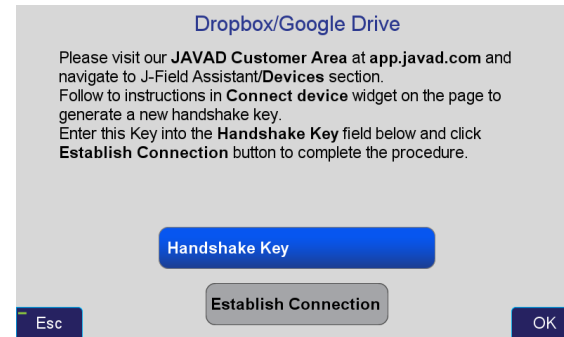 Dropbox/Google Drive
Please visit our JAVAD Customer Area at app.javad.com and
navigate to J-Field Assistant/Devices section.
Follow to instructions in Connect device widget on the page to
generate a new handshake key.
Enter this Key into the Handshake Key field below and click
Establish Connection button to complete the procedure.
Handshake Key
Establish Connection
Esc
OK